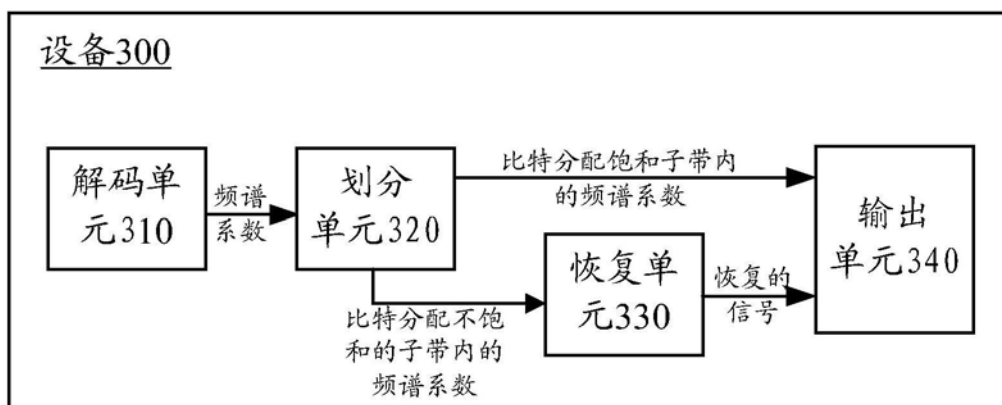 设备300
解码单
元310
频谱
系数
划分
单元320
比特分配饱和子带内
的频谱系数
比特分配不饱
和的子带内的
频谱系数
恢复单
元330
恢复的
信号
输出
单元340